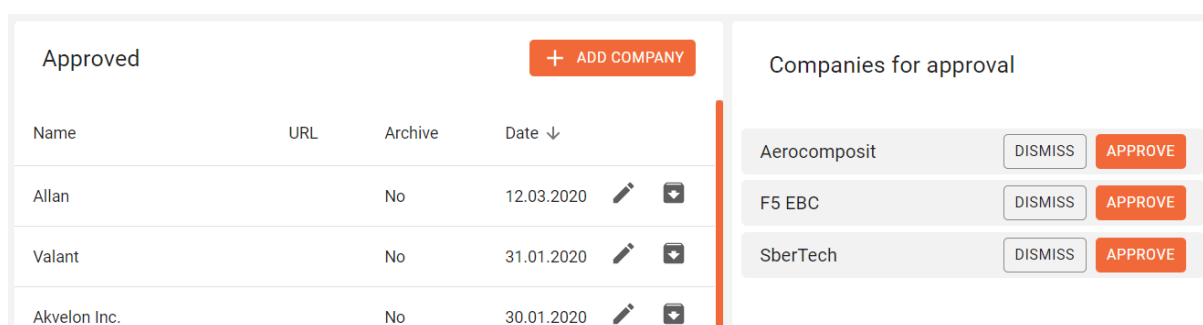 Approved
ADD COMPANY
Name URL Archive Date
Allan No 12.03.2020
Valant No 31.01.2020
Akvelon Inc. No 30.01.2020
Companies for approval
Aerocomposit DISMISS APPROVE
F5 EBC DISMISS APPROVE
SberTech DISMISS APPROVE